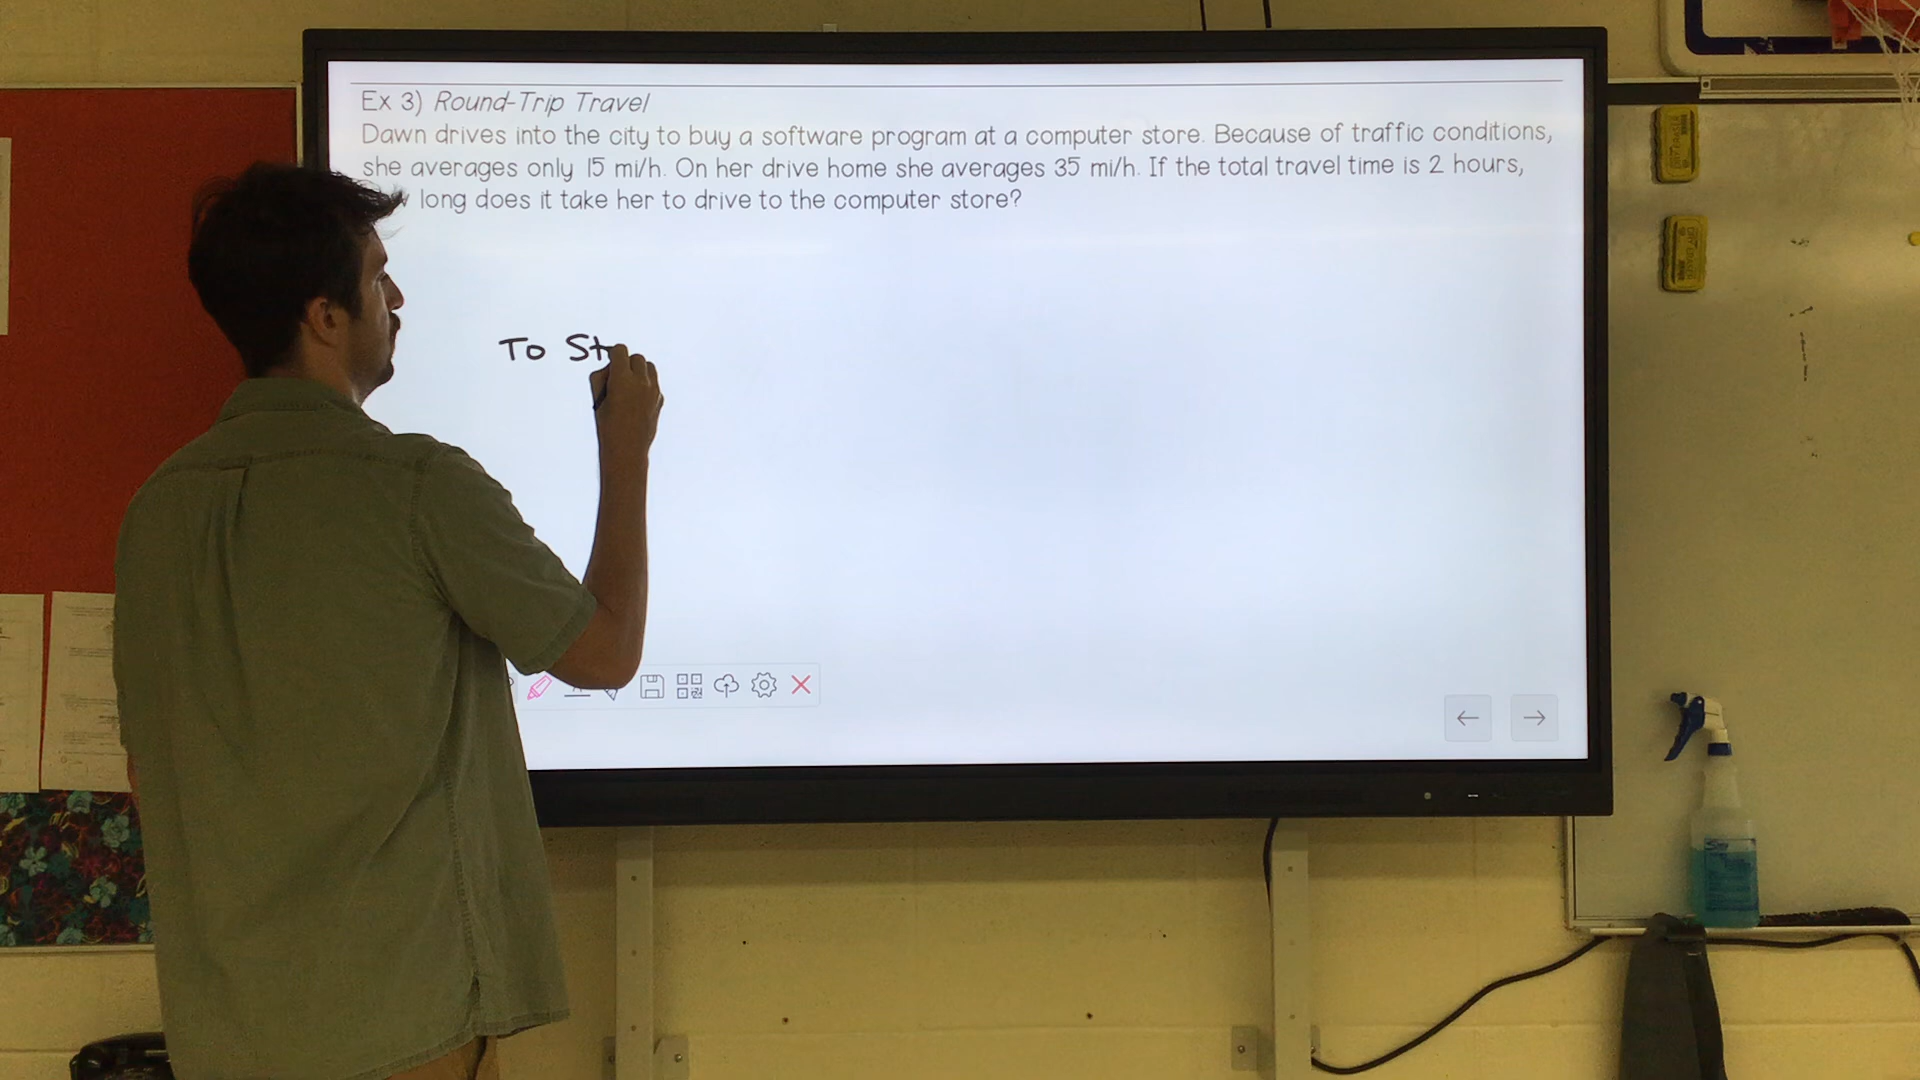 Ex 3) Round-Trip Travel
Dawn drives into the city to buy a software program at a computer store. Because of traffic conditions,
she averages only 15 mi/h. On her drive home she averages 35 mi/h. If the total travel time is 2 hours,
long does it take her to drive to the computer store?
To St